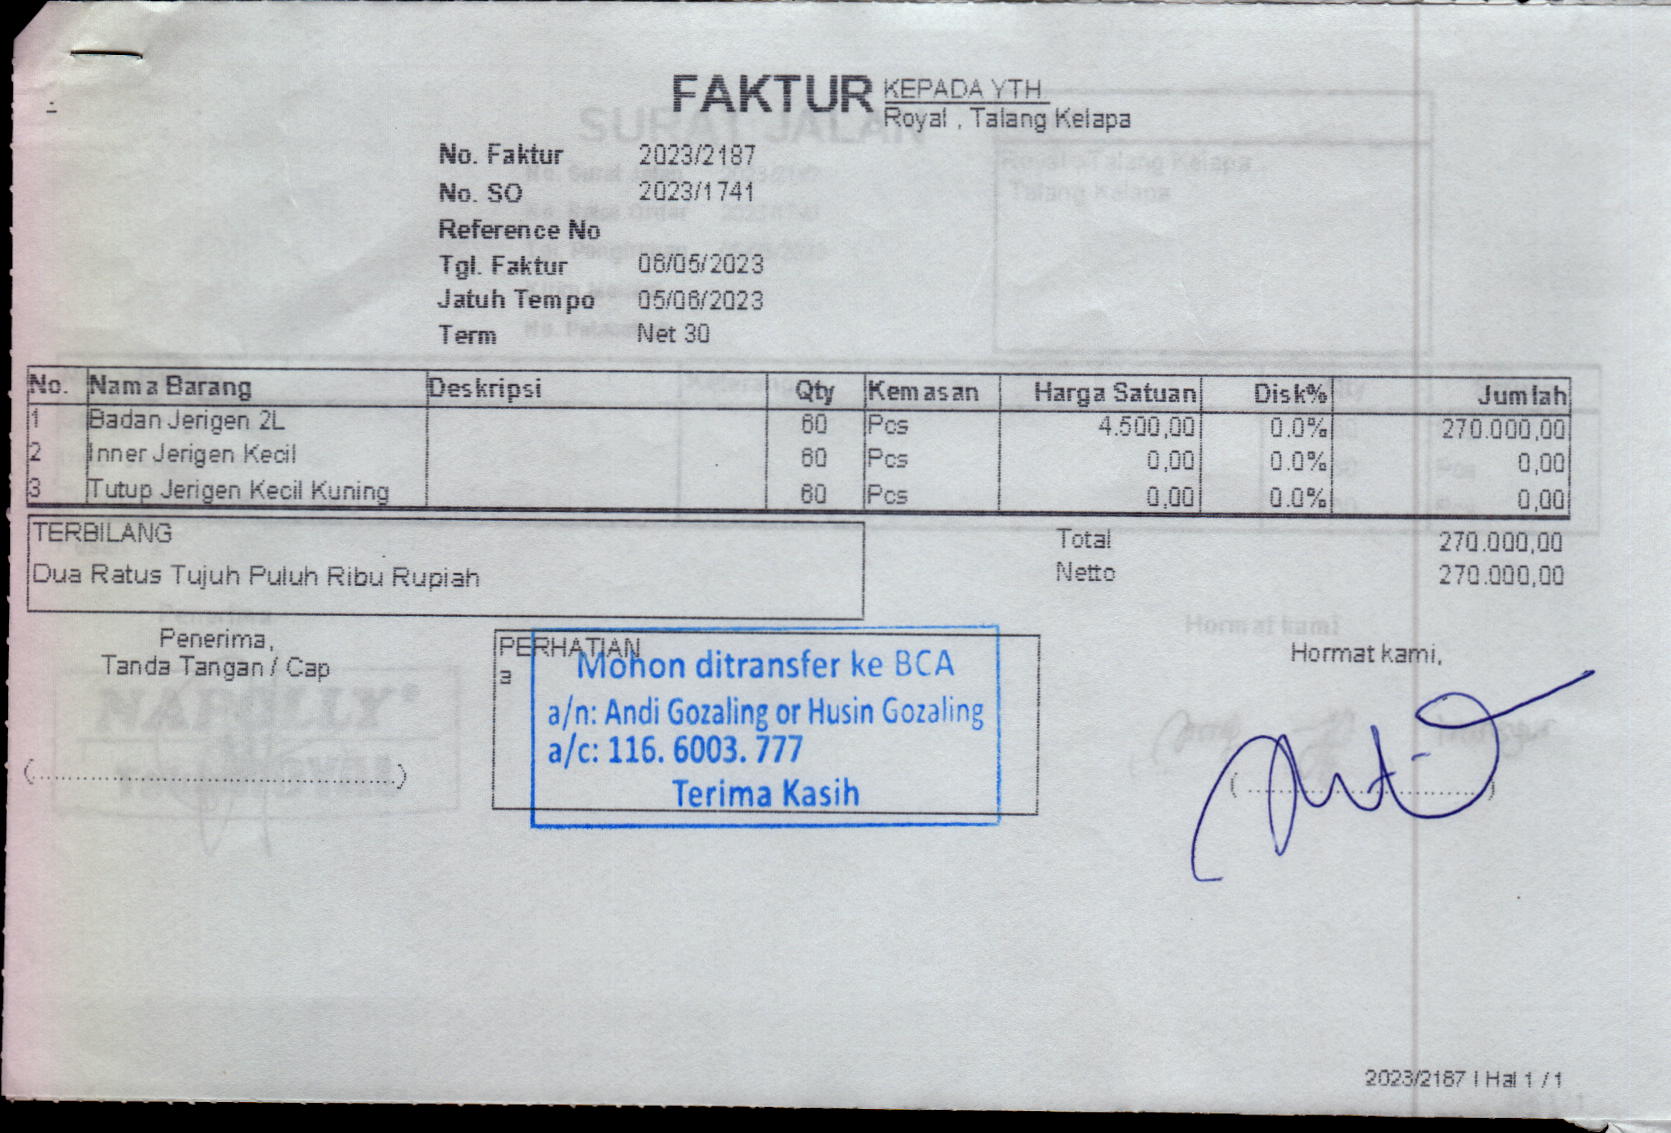 FAKTUR
KEPADA YTH.
Royal , Talang Kelapa
No. Faktur 2023/2187
No. SO 2023/1741
Reference No
Tgl. Faktur 06/05/2023
Jatuh Tempo 05/06/2023
Term Net 30
No. Nama Barang Deskripsi Qty Kemasan Harga Satuan Disk% Jumlah
1 Badan Jerigen 2L 60 Pcs 4.500,00 0.0% 270.000,00
2 Inner Jerigen Kecil 60 Pcs 0,00 0.0% 0,00
3 Tutup Jerigen Kecil Kuning 60 Pcs 0,00 0.0% 0,00
TERBILANG
Dua Ratus Tujuh Puluh Ribu Rupiah
Total 270.000,00
Netto 270.000,00
Penerima,
Tanda Tangan / Cap
PERHATIAN
a
Mohon ditransfer ke BCA
a/n: Andi Gozaling or Husin Gozaling
a/c: 116. 6003. 777
Terima Kasih
Hormat kami,
2023/2187 | Hal 1 / 1